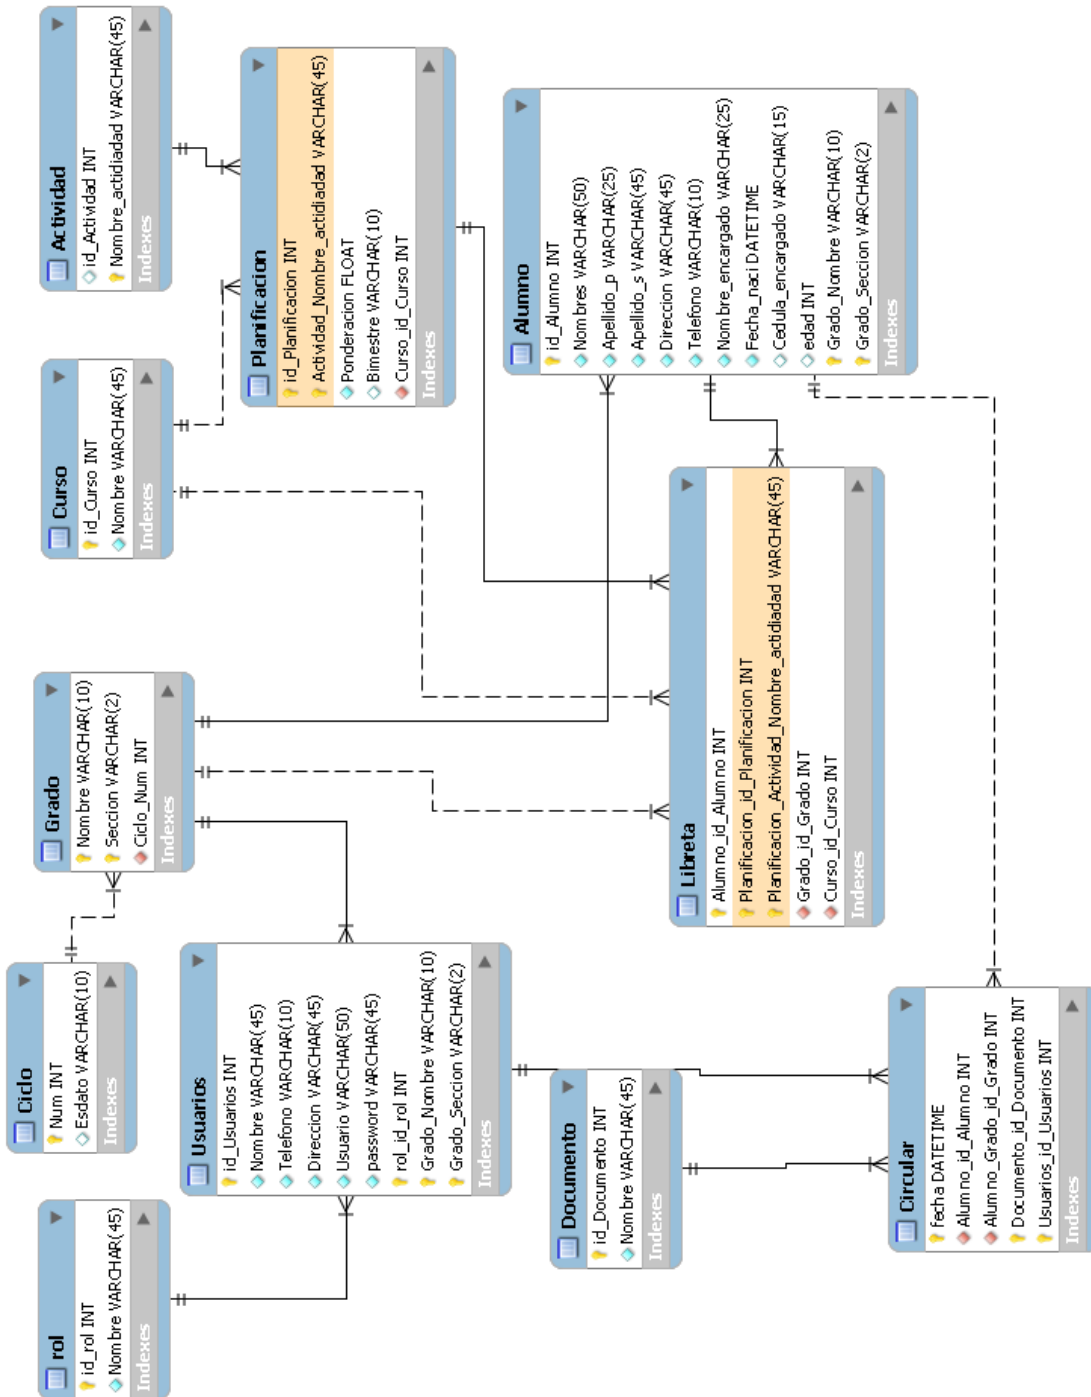 rol
id_rol INT
Nombre VARCHAR(45)
Indexes
Ciclo
Num INT
Esdato VARCHAR(10)
Indexes
Grado
Nombre VARCHAR(10)
Seccion VARCHAR(2)
Ciclo_Num INT
Indexes
Curso
id_Curso INT
Nombre VARCHAR(45)
Indexes
Actividad
id_Actividad INT
Nombre_actidiadad VARCHAR(45)
Indexes
Usuarios
id_Usuarios INT
Nombre VARCHAR(45)
Telefono VARCHAR(10)
Direccion VARCHAR(45)
Usuario VARCHAR(50)
password VARCHAR(45)
rol_id_rol INT
Grado_Nombre VARCHAR(10)
Grado_Seccion VARCHAR(2)
Indexes
Planificacion
id_Planificacion INT
Actividad_Nombre_actidiadad VARCHAR(45)
Ponderacion FLOAT
Bimestre VARCHAR(10)
Curso_id_Curso INT
Indexes
Documento
id_Documento INT
Nombre VARCHAR(45)
Indexes
Libreta
Alumno_id_Alumno INT
Planificacion_id_Planificacion INT
Planificacion_Actividad_Nombre_actidiadad VARCHAR(45)
Grado_id_Grado INT
Curso_id_Curso INT
Indexes
Alumno
id_Alumno INT
Nombres VARCHAR(50)
Apellido_p VARCHAR(25)
Apellido_s VARCHAR(45)
Direccion VARCHAR(45)
Telefono VARCHAR(10)
Nombre_encargado VARCHAR(25)
Fecha_naci DATETIME
Cedula_encargado VARCHAR(15)
edad INT
Grado_Nombre VARCHAR(10)
Grado_Seccion VARCHAR(2)
Indexes
Circular
fecha DATETIME
Alumno_id_Alumno INT
Alumno_Grado_id_Grado INT
Documento_id_Documento INT
Usuarios_id_Usuarios INT
Indexes